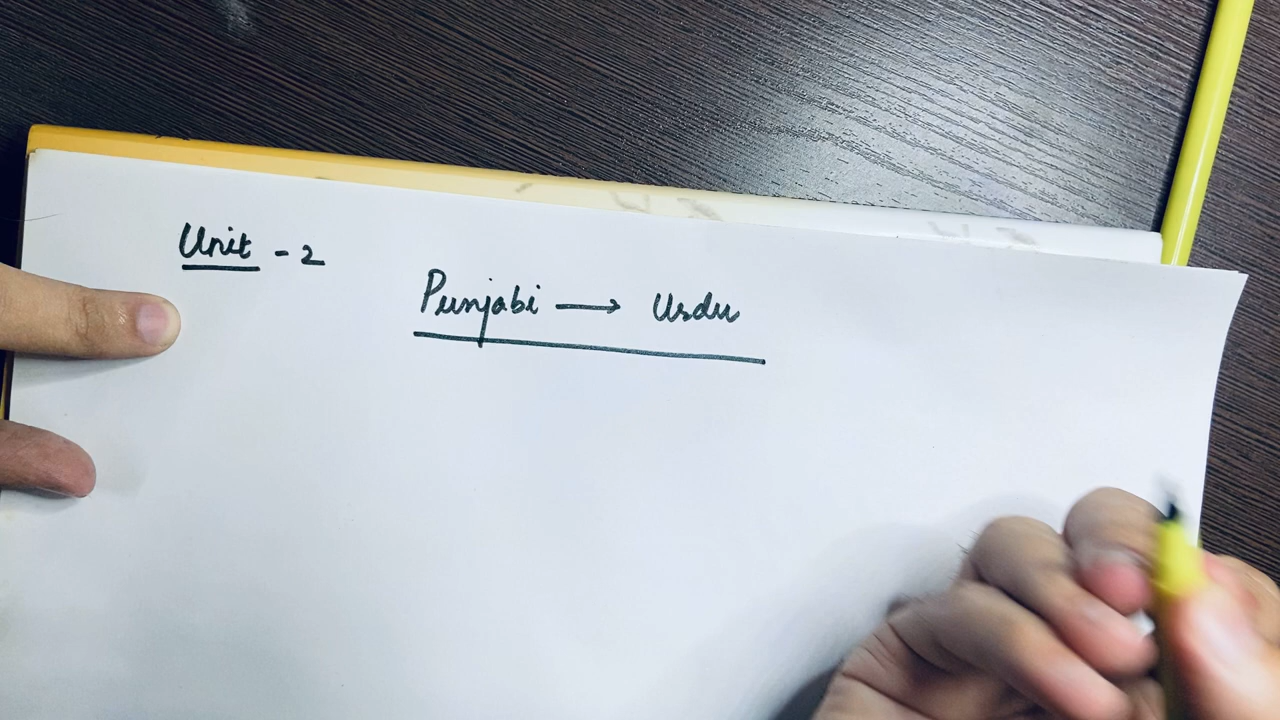 Unit - 2
Punjabi → Urdu